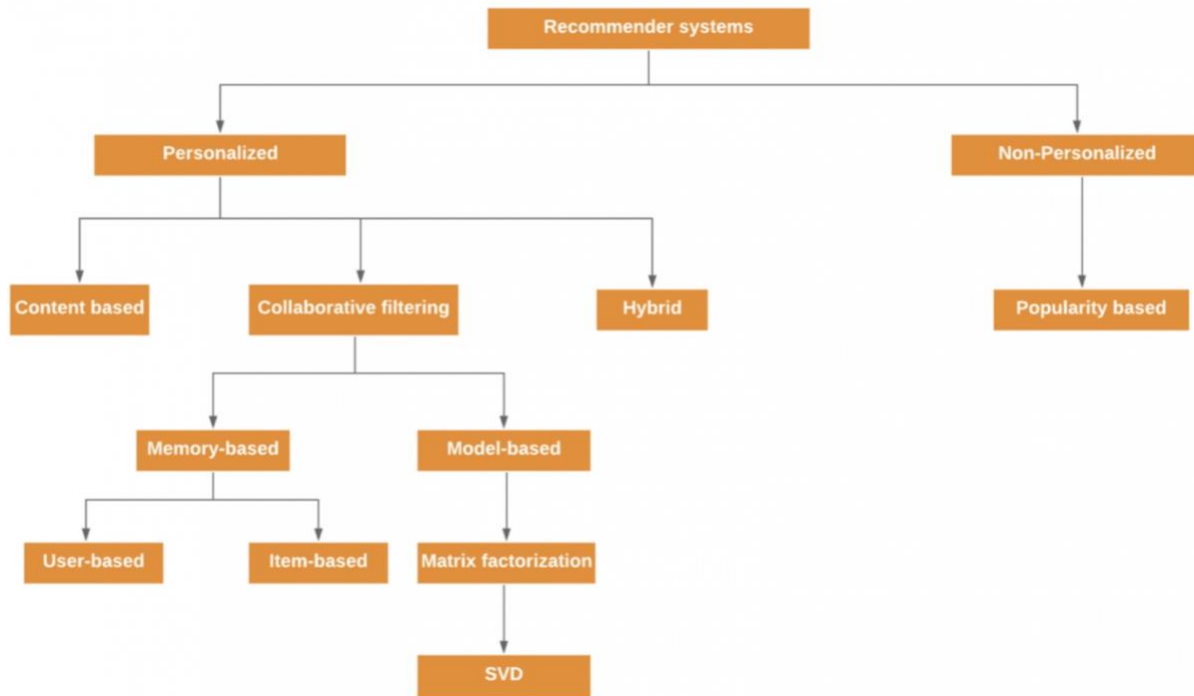 Recommender systems
Personalized
Non-Personalized
Content based
Collaborative filtering
Hybrid
Popularity based
Memory-based
Model-based
User-based
Item-based
Matrix factorization
SVD